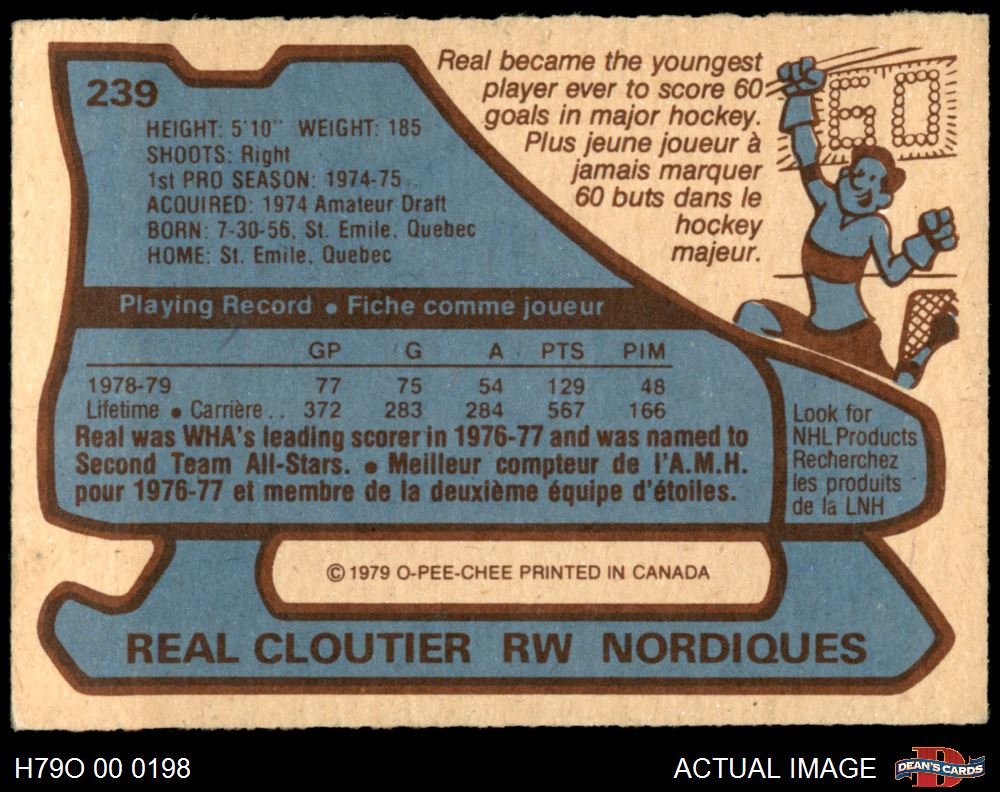 239
HEIGHT: 5'10" WEIGHT: 185
SHOOTS: Right
1st PRO SEASON: 1974-75
ACQUIRED: 1974 Amateur Draft
BORN: 7-30-56, St. Emile, Quebec
HOME: St. Emile, Quebec
Real became the youngest
player ever to score 60
goals in major hockey.
Plus jeune joueur à
jamais marquer
60 buts dans le
hockey
majeur.
60
Playing Record • Fiche comme joueur
GP G A PTS PIM
1978-79 77 75 54 129 48
Lifetime • Carrière .. 372 283 284 567 166
Real was WHA's leading scorer in 1976-77 and was named to
Second Team All-Stars. • Meilleur compteur de l'A.M.H.
pour 1976-77 et membre de la deuxième équipe d'étoiles.
Look for
NHL Products
Recherchez
les produits
de la LNH
© 1979 O-PEE-CHEE PRINTED IN CANADA
REAL CLOUTIER RW NORDIQUES
H79O 00 0198
ACTUAL IMAGE
D
DEAN'S CARDS